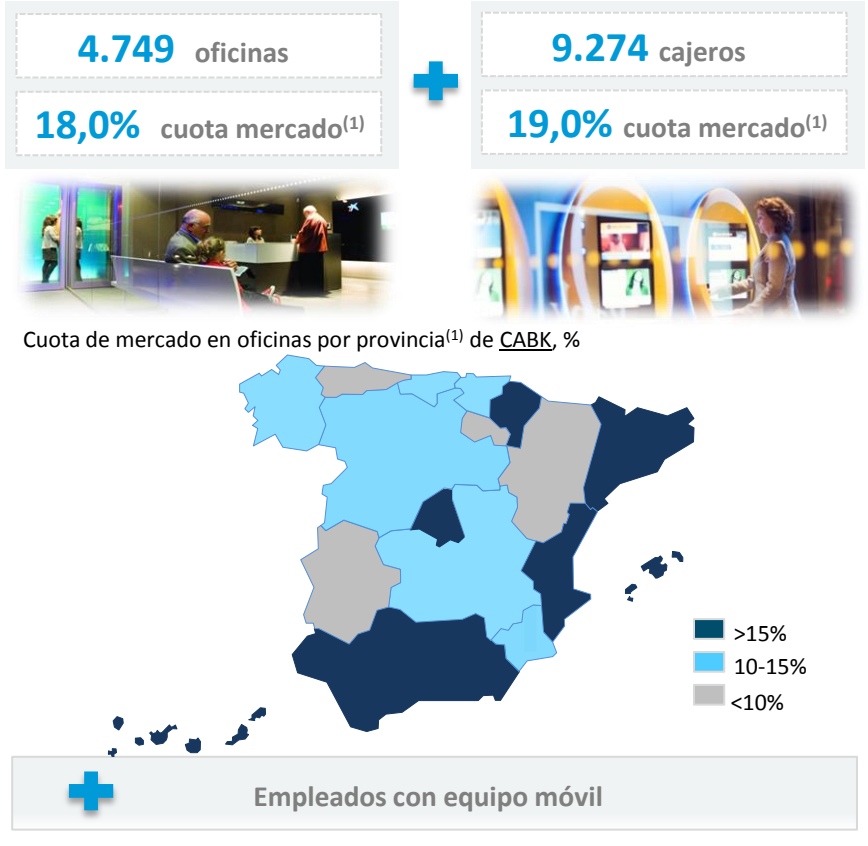 4.749 oficinas
18,0% cuota mercado(1)
9.274 cajeros
19,0% cuota mercado(1)
Cuota de mercado en oficinas por provincia(1) de CABK, %
>15%
10-15%
<10%
Empleados con equipo móvil